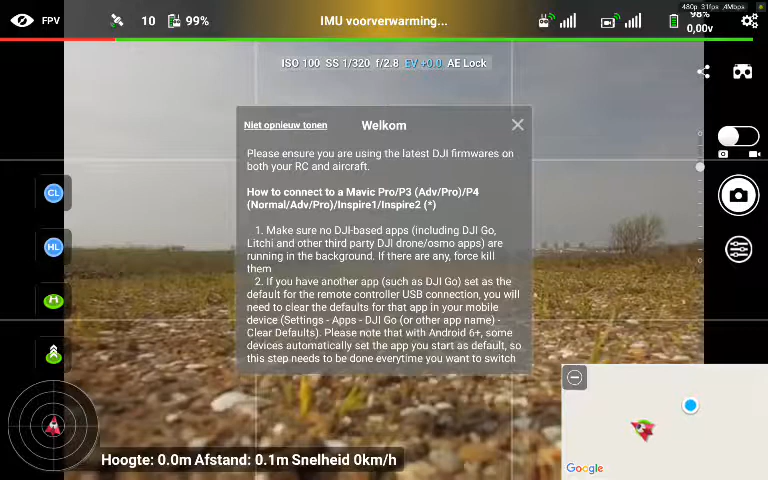 480p 31fps ,4Mbps
FPV
10
99%
IMU voorverwarming...
98%
0,00v
ISO 100 SS 1/320 f/2.8 EV +0.0 AE Lock
Niet opnieuw tonen
Welkom
Please ensure you are using the latest DJI firmwares on
both your RC and aircraft.
How to connect to a Mavic Pro/P3 (Adv/Pro)/P4
(Normal/Adv/Pro)/Inspire1/Inspire2 (*)
1. Make sure no DJI-based apps (including DJI Go,
Litchi and other third party DJI drone/osmo apps) are
running in the background. If there are any, force kill
them
2. If you have another app (such as DJI Go) set as the
default for the remote controller USB connection, you will
need to clear the defaults for that app in your mobile
device (Settings - Apps - DJI Go (or other app name) -
Clear Defaults). Please note that with Android 6+, some
devices automatically set the app you start as default, so
this step needs to be done everytime you want to switch
CL
HL
H
Hoogte: 0.0m Afstand: 0.1m Snelheid 0km/h
Google